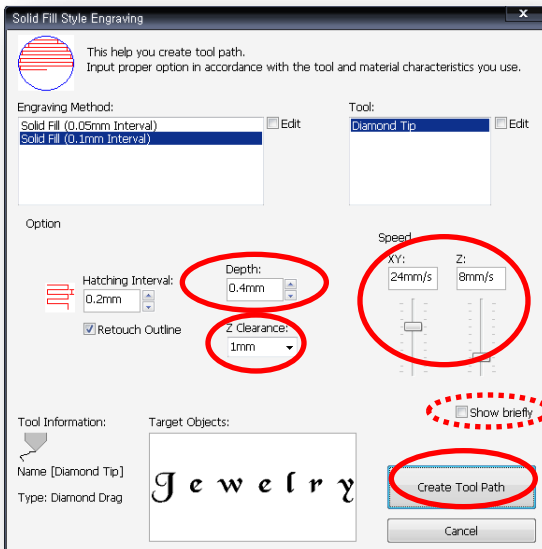 Solid Fill Style Engraving
x
This help you create tool path.
Input proper option in accordance with the tool and material characteristics you use.
Engraving Method:
Tool:
Solid Fill (0.05mm Interval)
Edit
Diamond Tip
Edit
Solid Fill (0.1mm Interval)
Option
Speed
XY:
Z:
Depth:
24mm/s
8mm/s
Hatching Interval:
0.4mm
0.2mm
Retouch Outline
Z Clearance:
1mm
Show briefly
Tool Information:
Target Objects:
Name [Diamond Tip]
Jewelry
Create Tool Path
Type: Diamond Drag
Cancel